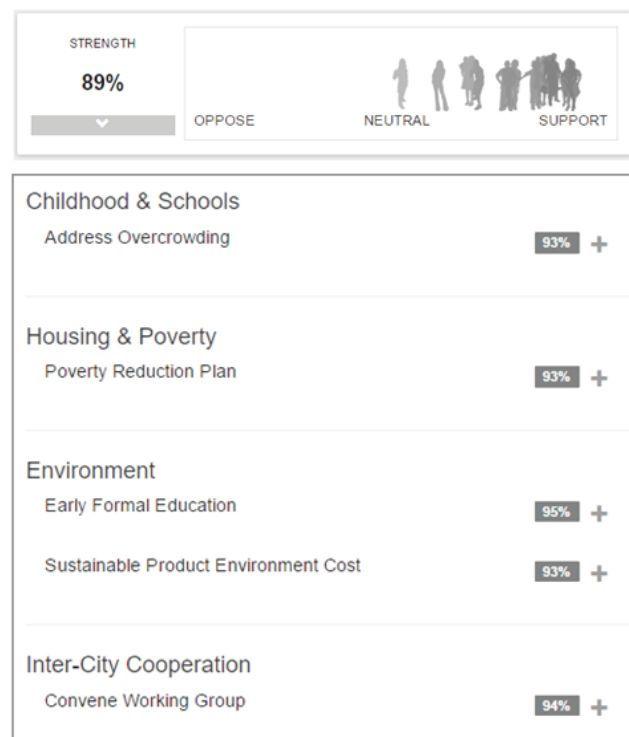 STRENGTH
89%
OPPOSE NEUTRAL SUPPORT
Childhood & Schools
Address Overcrowding 93% +
Housing & Poverty
Poverty Reduction Plan 93% +
Environment
Early Formal Education 95% +
Sustainable Product Environment Cost 93% +
Inter-City Cooperation
Convene Working Group 94% +